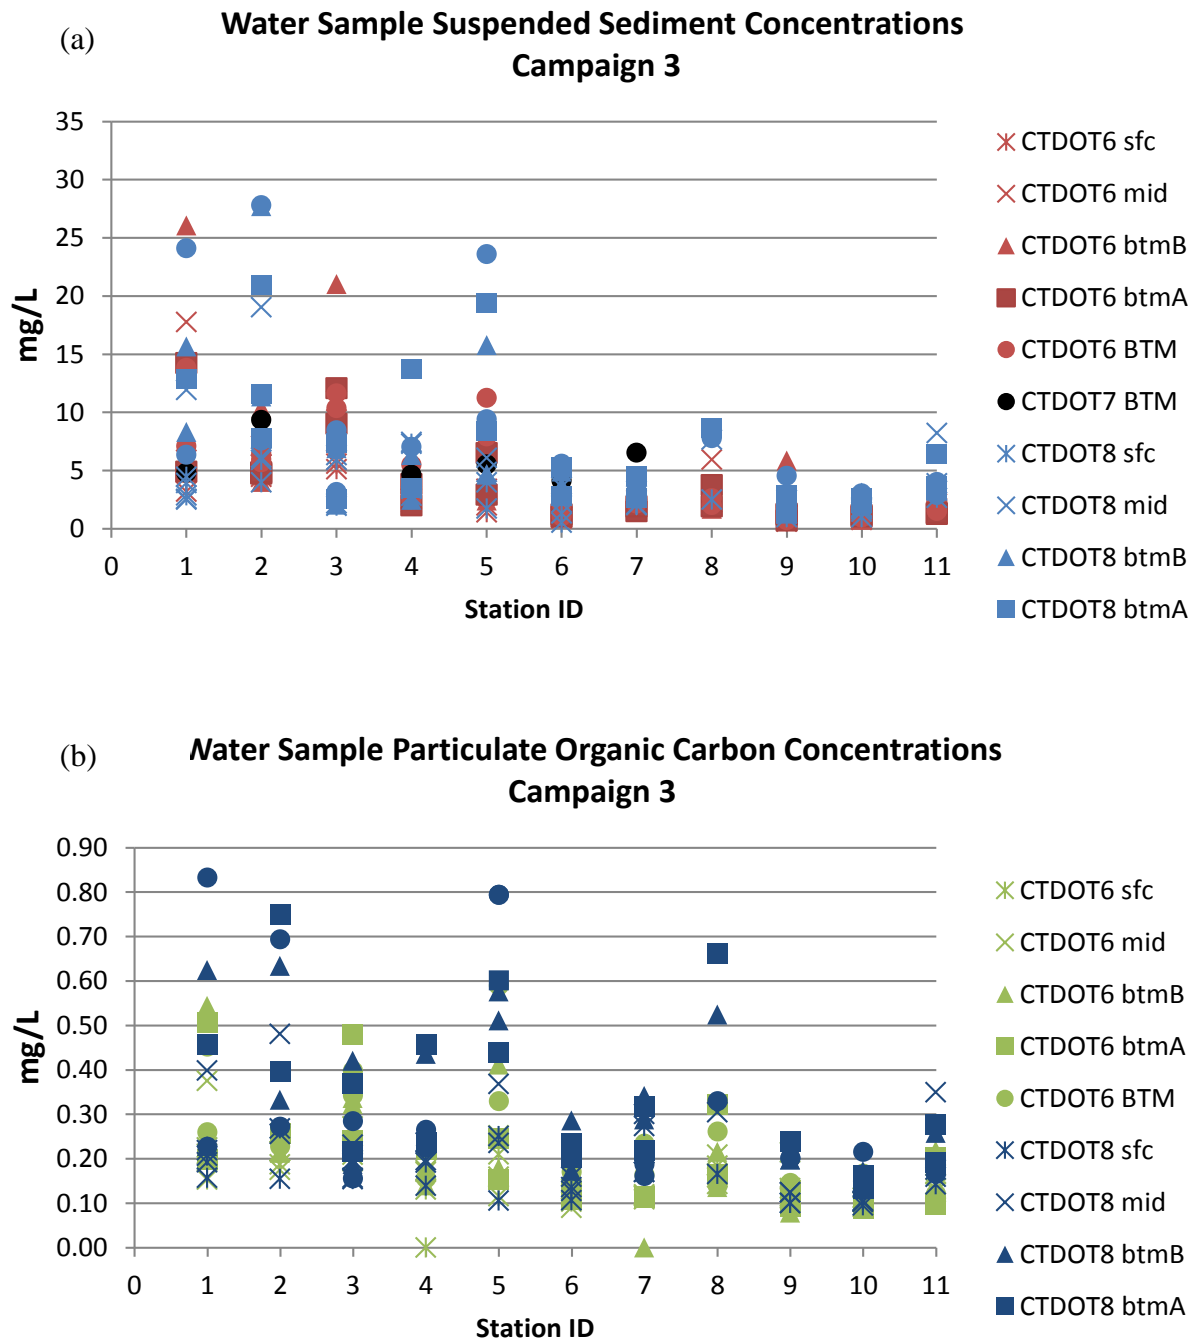 (a)
Water Sample Suspended Sediment Concentrations
Campaign 3
35
30
25
20
15
10
5
0
mg/L
0 1 2 3 4 5 6 7 8 9 10 11
Station ID
CTDOT6 sfc
CTDOT6 mid
CTDOT6 btmB
CTDOT6 btmA
CTDOT6 BTM
CTDOT7 BTM
CTDOT8 sfc
CTDOT8 mid
CTDOT8 btmB
CTDOT8 btmA
(b)
Water Sample Particulate Organic Carbon Concentrations
Campaign 3
0.90
0.80
0.70
0.60
0.50
0.40
0.30
0.20
0.10
0.00
mg/L
0 1 2 3 4 5 6 7 8 9 10 11
Station ID
CTDOT6 sfc
CTDOT6 mid
CTDOT6 btmB
CTDOT6 btmA
CTDOT6 BTM
CTDOT8 sfc
CTDOT8 mid
CTDOT8 btmB
CTDOT8 btmA